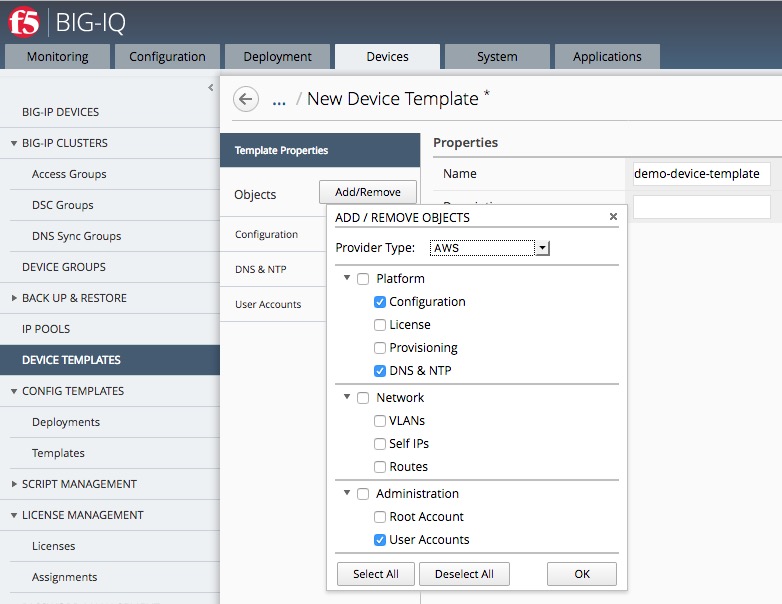 f5 BIG-IQ
Monitoring Configuration Deployment Devices System Applications
BIG-IP DEVICES
BIG-IP CLUSTERS
Access Groups
DSC Groups
DNS Sync Groups
DEVICE GROUPS
BACK UP & RESTORE
IP POOLS
DEVICE TEMPLATES
CONFIG TEMPLATES
Deployments
Templates
SCRIPT MANAGEMENT
LICENSE MANAGEMENT
Licenses
Assignments
... / New Device Template *
Template Properties
Objects Add/Remove
Configuration
DNS & NTP
User Accounts
Properties
Name demo-device-template
ADD / REMOVE OBJECTS
Provider Type: AWS
Platform
Configuration
License
Provisioning
DNS & NTP
Network
VLANs
Self IPs
Routes
Administration
Root Account
User Accounts
Select All Deselect All OK